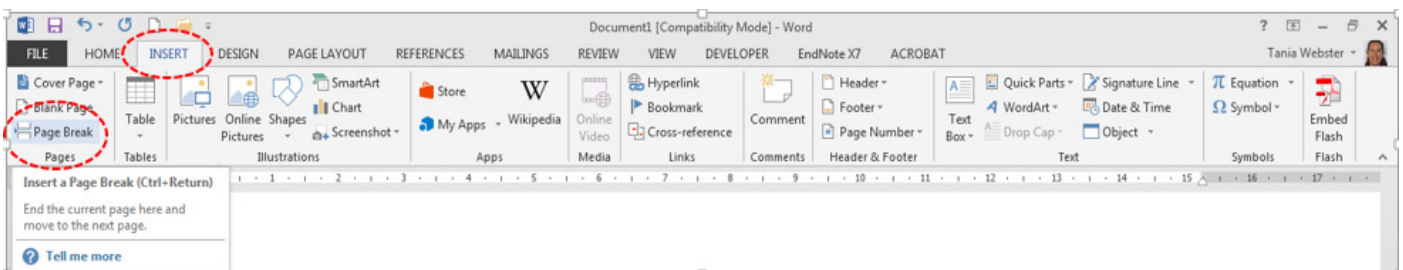 Document1 [Compatibility Mode] - Word
?
FILE HOME INSERT DESIGN PAGE LAYOUT REFERENCES MAILINGS REVIEW VIEW DEVELOPER EndNote X7 ACROBAT Tania Webster
Cover Page
Blank Page
Page Break
Pages
Table
Tables
Pictures
Online
Pictures
Shapes
SmartArt
Chart
Screenshot
Illustrations
Store
My Apps
W
Wikipedia
Apps
Online
Video
Media
Hyperlink
Bookmark
Cross-reference
Links
Comment
Comments
Header
Footer
Page Number
Header & Footer
A
Text
Box
Quick Parts
WordArt
Drop Cap
Signature Line
Date & Time
Object
Text
π Equation
Ω Symbol
Symbols
Embed
Flash
Flash
1 2 3 4 5 6 7 8 9 10 11 12 13 14 15 16 17
Insert a Page Break (Ctrl+Return)
End the current page here and
move to the next page.
? Tell me more